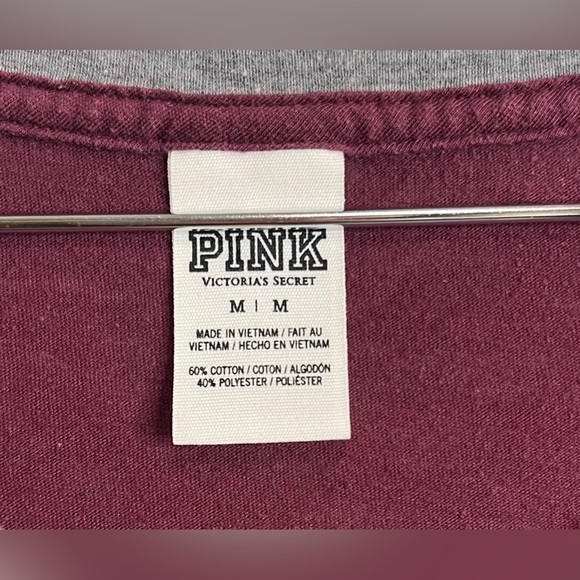 PINK
VICTORIA'S SECRET
M | M
MADE IN VIETNAM / FAIT AU
VIETNAM / HECHO EN VIETNAM
60% COTTON / COTON / ALGODÓN
40% POLYESTER / POLIÉSTER